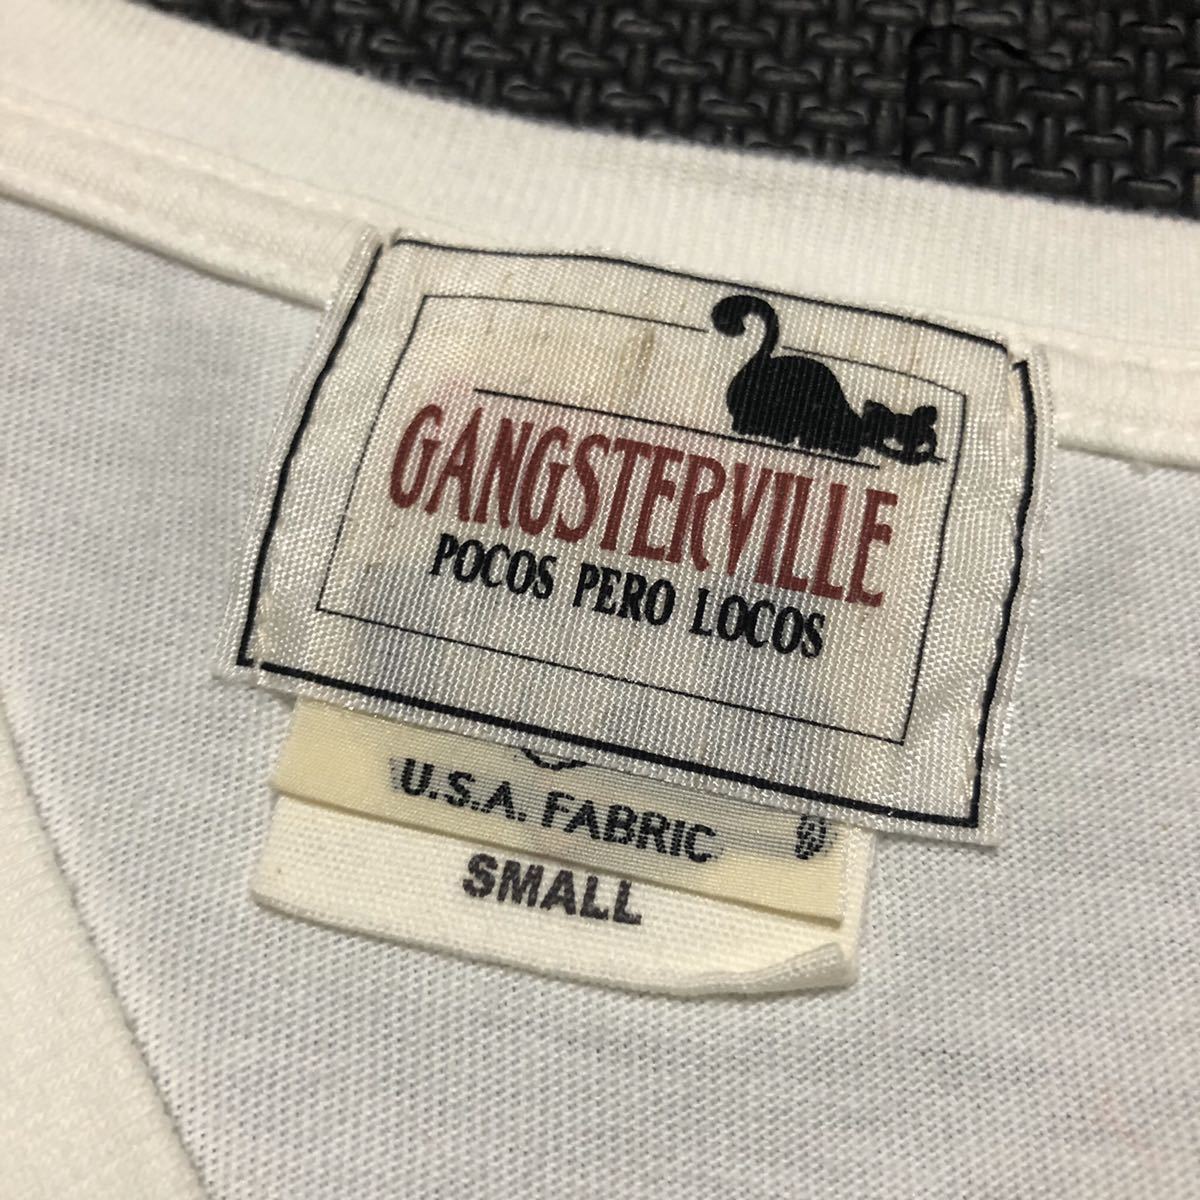 GANGSTERVILLE
POCOS PERO LOCOS
U.S.A. FABRIC
SMALL